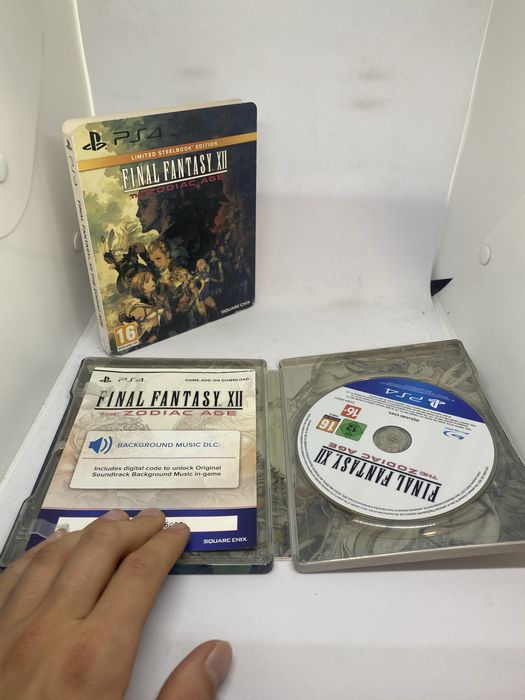 PS4
LIMITED STEELBOOK EDITION
FINAL FANTASY XII
THE ZODIAC AGE
SQUARE ENIX
16
PS4
FINAL FANTASY XII THE ZODIAC AGE
PS4
GAME ADD-ON DOWNLOAD
FINAL FANTASY XII
THE ZODIAC AGE
BACKGROUND MUSIC DLC:
Includes digital code to unlock Original
Soundtrack Background Music in-game
SQUARE ENIX
PS4
16
12
16
SQUARE ENIX
FINAL FANTASY XII
THE ZODIAC AGE